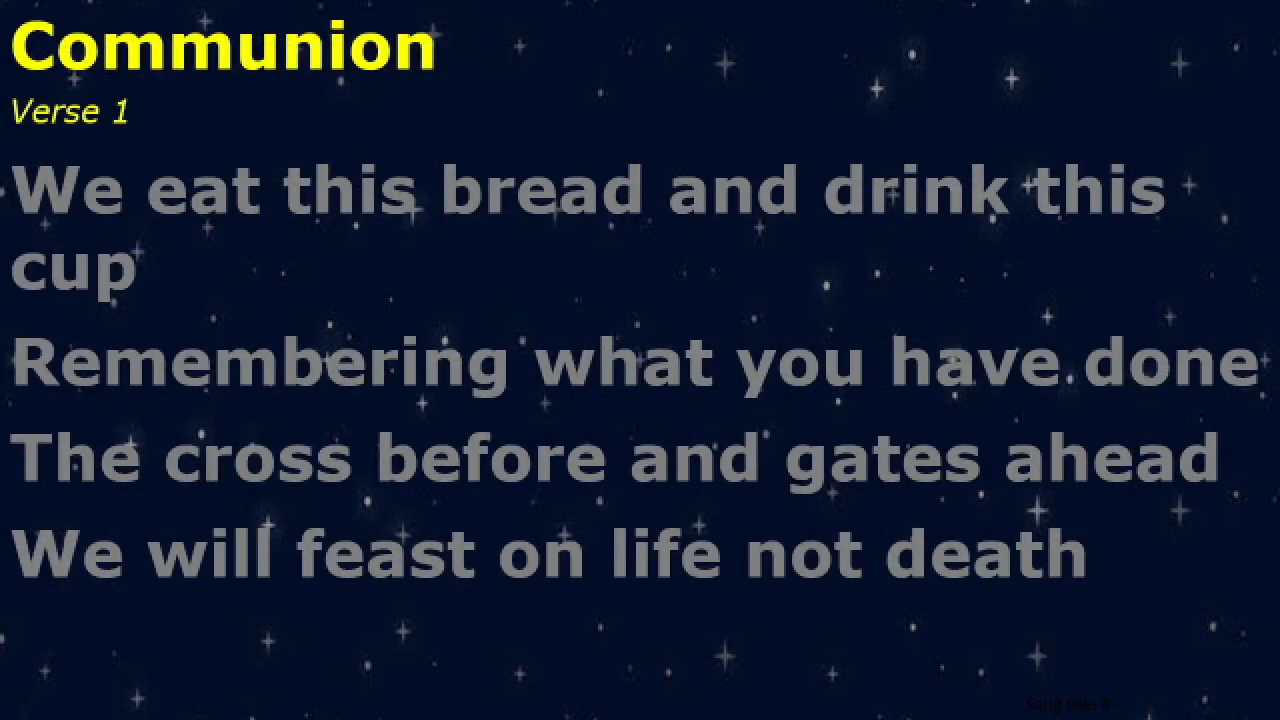 Communion
Verse 1
We eat this bread and drink this
cup
Remembering what you have done
The cross before and gates ahead
We will feast on life not death